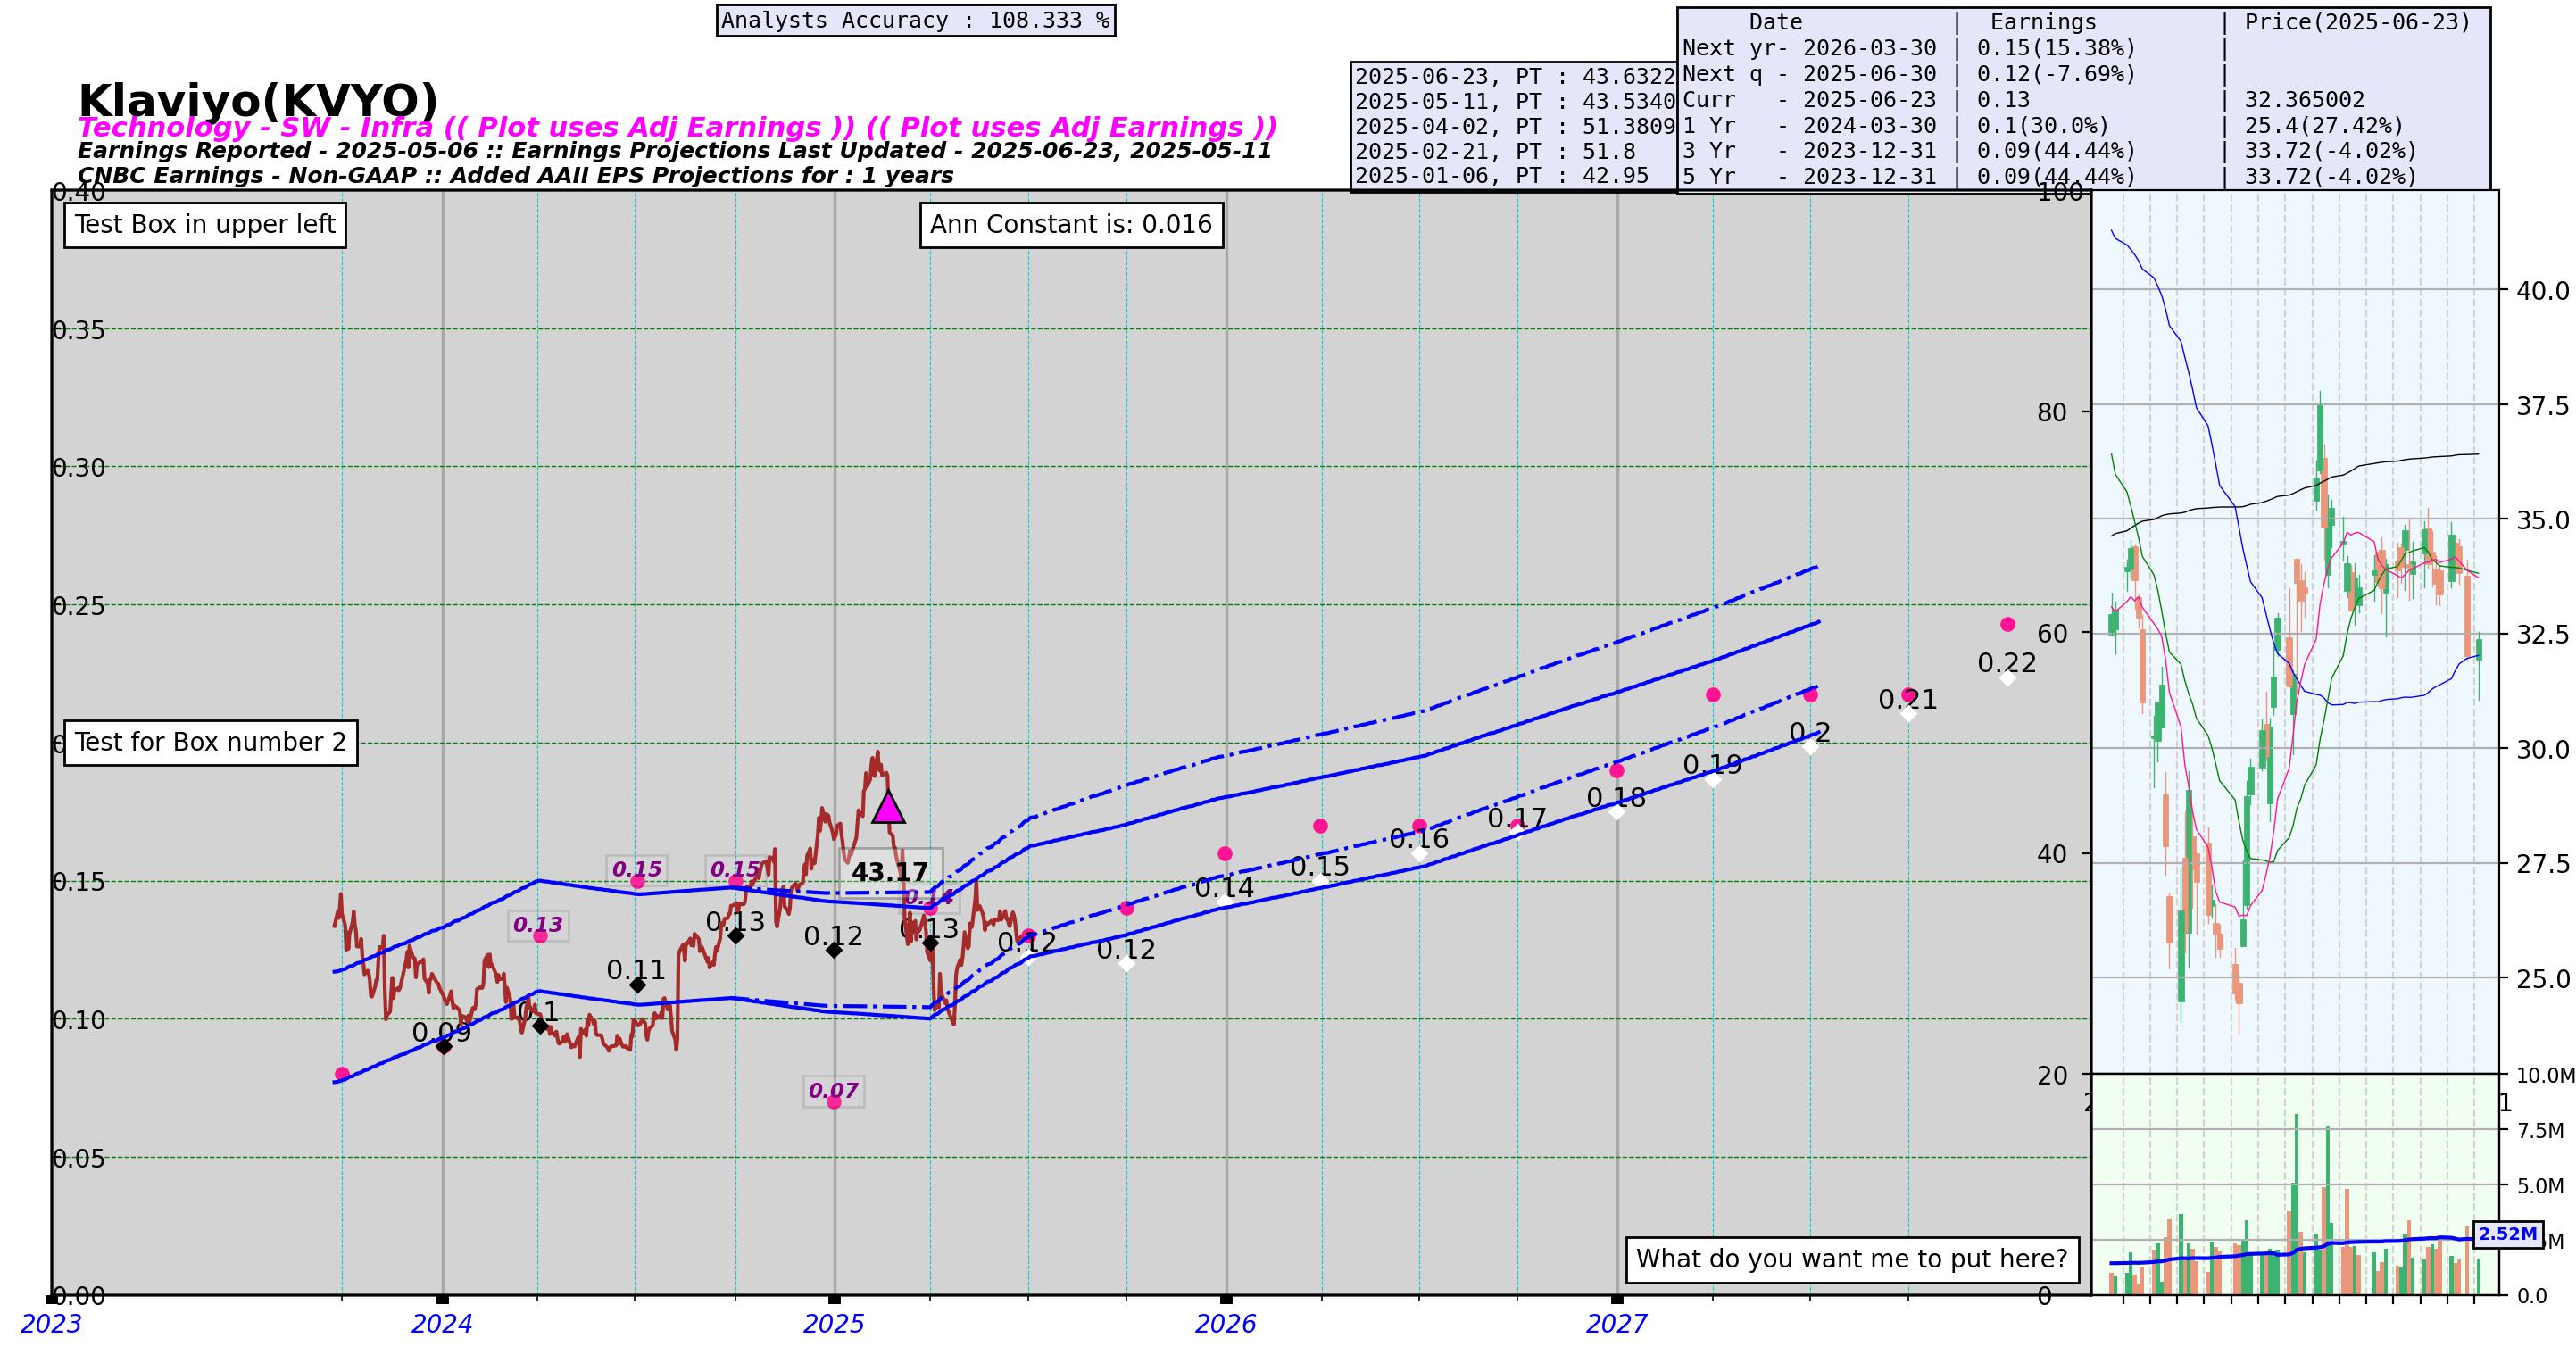 Analysts Accuracy : 108.333 %
Date | Earnings | Price(2025-06-23)
Next yr- 2026-03-30 | 0.15(15.38%) |
Next q - 2025-06-30 | 0.12(-7.69%) |
Curr - 2025-06-23 | 0.13 | 32.365002
1 Yr - 2024-03-30 | 0.1(30.0%) | 25.4(27.42%)
3 Yr - 2023-12-31 | 0.09(44.44%) | 33.72(-4.02%)
5 Yr - 2023-12-31 | 0.09(44.44%) | 33.72(-4.02%)
2025-06-23, PT : 43.6322
2025-05-11, PT : 43.5340
2025-04-02, PT : 51.3809
2025-02-21, PT : 51.8
2025-01-06, PT : 42.95
Klaviyo(KVYO)
Technology - SW - Infra (( Plot uses Adj Earnings )) (( Plot uses Adj Earnings ))
Earnings Reported - 2025-05-06 :: Earnings Projections Last Updated - 2025-06-23, 2025-05-11
CNBC Earnings - Non-GAAP :: Added AAII EPS Projections for : 1 years
0.40
0.35
0.30
0.25
0.15
0.10
0.05
0.00
Test Box in upper left
Ann Constant is: 0.016
Test for Box number 2
What do you want me to put here?
43.17
0.13
0.15
0.15
0.07
0.14
0.09
0.1
0.11
0.13
0.12
0.13
0.12
0.12
0.14
0.15
0.16
0.17
0.18
0.19
0.2
0.21
0.22
100
80
60
40
20
0
2023
2024
2025
2026
2027
40.0
37.5
35.0
32.5
30.0
27.5
25.0
10.0M
7.5M
5.0M
2.52M
0.0